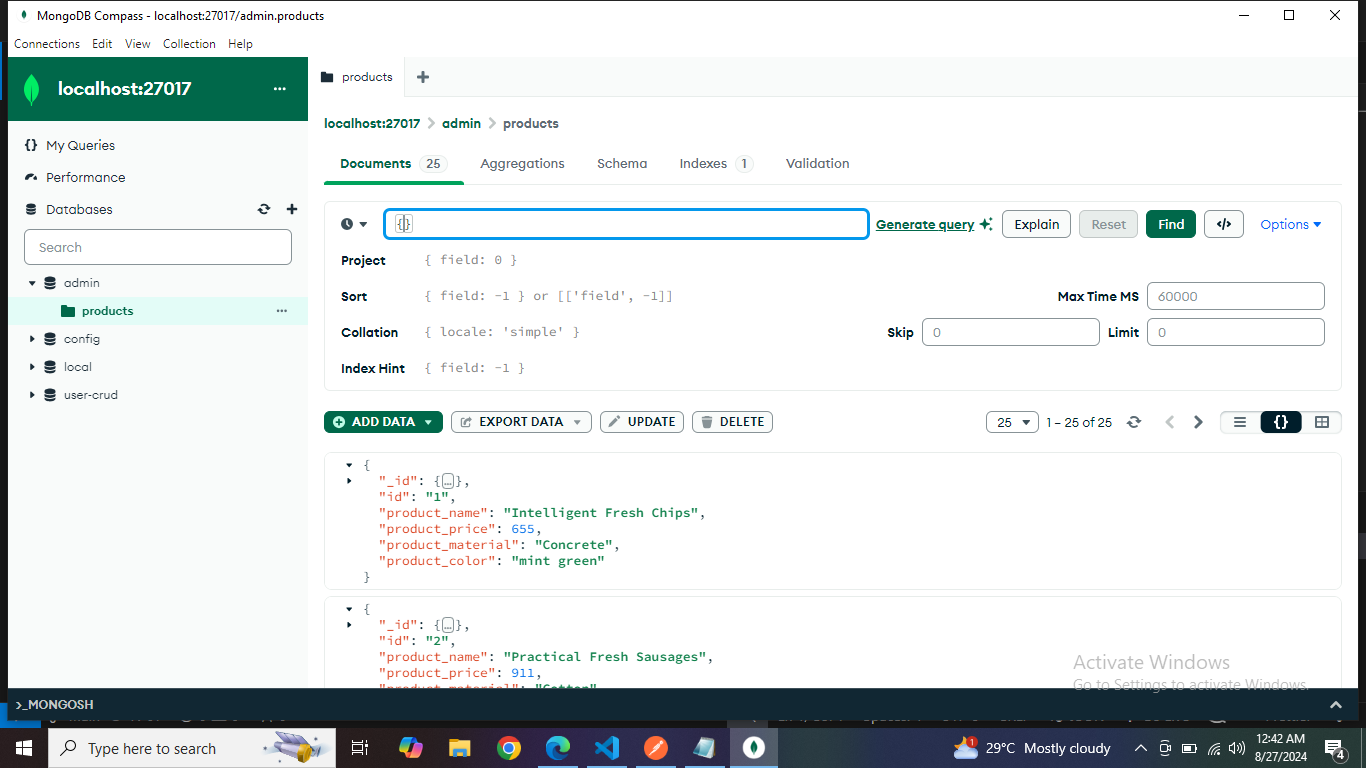 MongoDB Compass - localhost:27017/admin.products
Connections Edit View Collection Help
localhost:27017 ...
products
localhost:27017 > admin > products
{} My Queries
Performance
Databases
Search
admin
products ...
config
local
user-crud
Documents 25 Aggregations Schema Indexes 1 Validation
{} Generate query Explain Reset Find </> Options
Project { field: 0 }
Sort { field: -1 } or [['field', -1]] Max Time MS 60000
Collation { locale: 'simple' } Skip 0 Limit 0
Index Hint { field: -1 }
ADD DATA EXPORT DATA UPDATE DELETE 25 1 – 25 of 25 {}
{
"_id": {…},
"id": "1",
"product_name": "Intelligent Fresh Chips",
"product_price": 655,
"product_material": "Concrete",
"product_color": "mint green"
}
{
"_id": {…},
"id": "2",
"product_name": "Practical Fresh Sausages",
"product_price": 911,
"product_material": "Cotton"
Activate Windows
Go to Settings to activate Windows.
>_MONGOSH
Type here to search
1 29°C Mostly cloudy
12:42 AM
8/27/2024
4